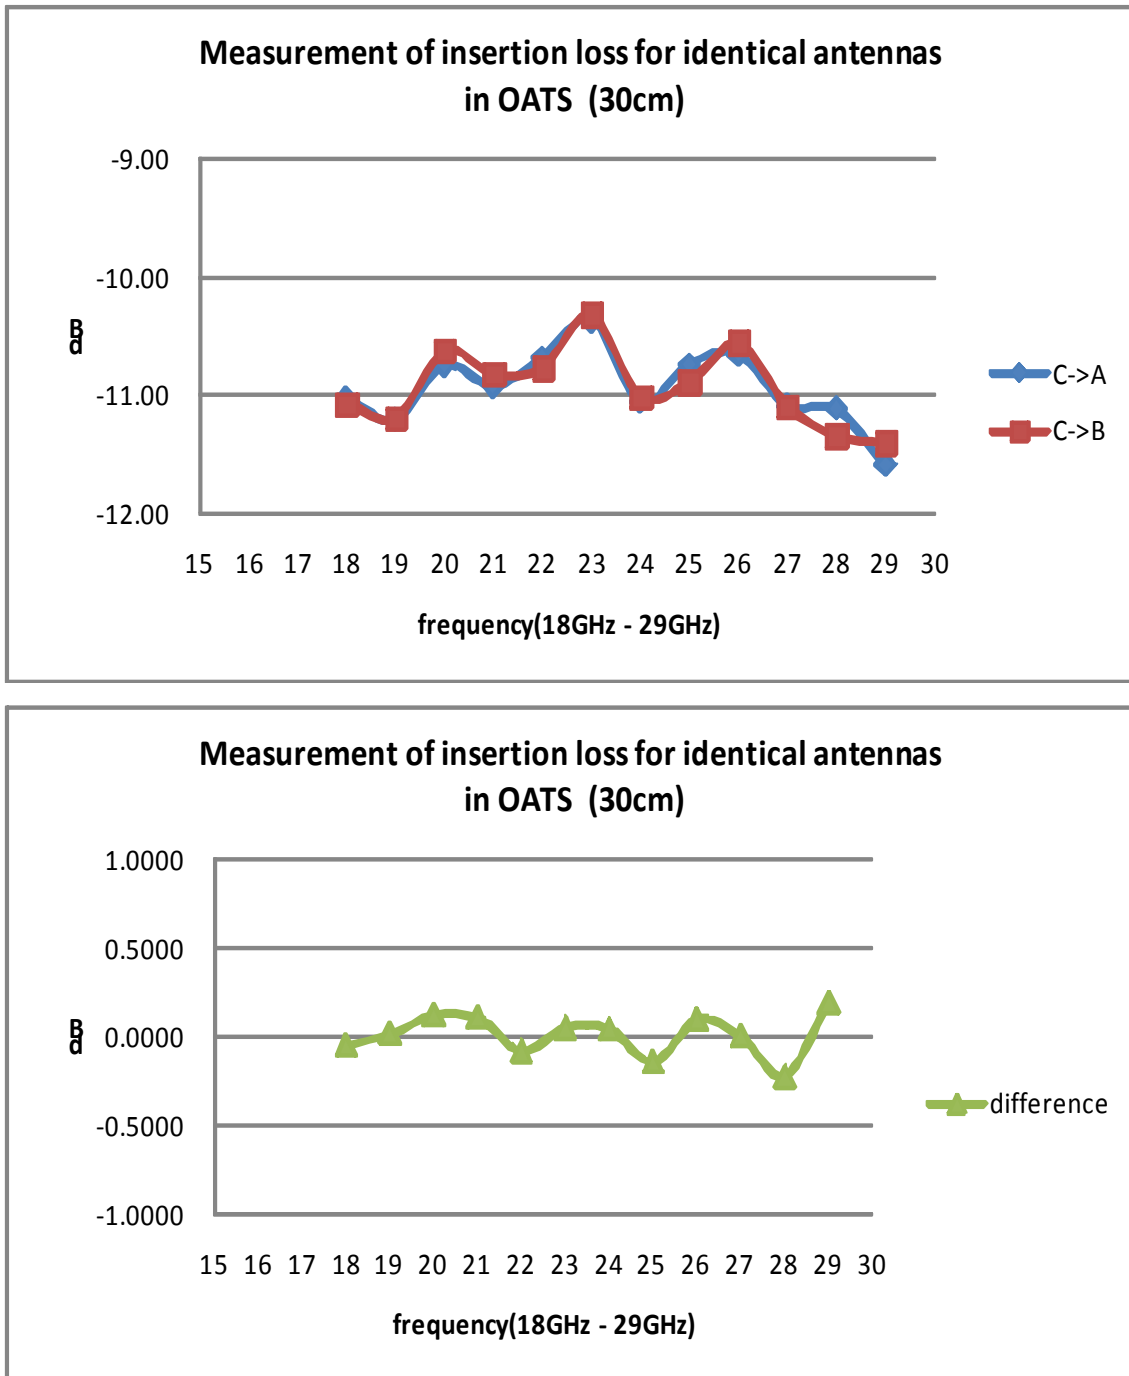 Measurement of insertion loss for identical antennas
in OATS (30cm)
-9.00
-10.00
-11.00
-12.00
dB
15 16 17 18 19 20 21 22 23 24 25 26 27 28 29 30
frequency(18GHz - 29GHz)
C->A
C->B
Measurement of insertion loss for identical antennas
in OATS (30cm)
1.0000
0.5000
0.0000
-0.5000
-1.0000
dB
15 16 17 18 19 20 21 22 23 24 25 26 27 28 29 30
frequency(18GHz - 29GHz)
difference